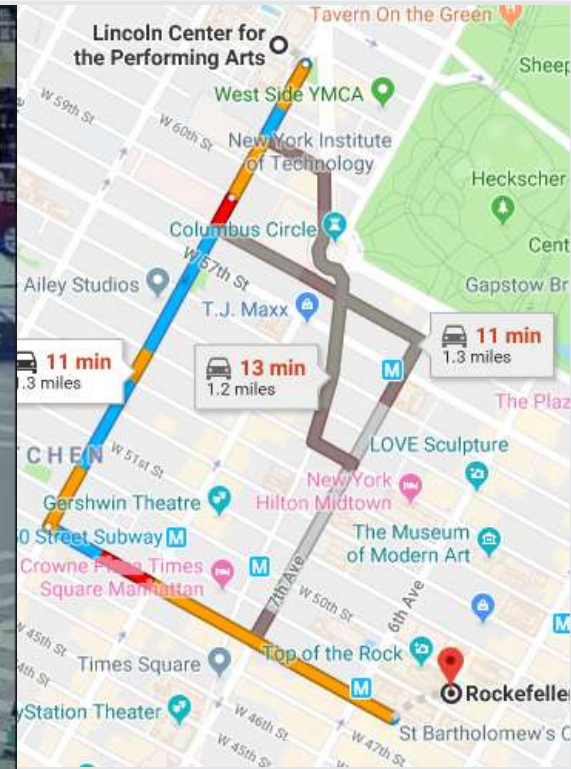 Tavern On the Green
Lincoln Center for
the Performing Arts
Sheep
West Side YMCA
W 59th St
W 60th St
New York Institute
of Technology
Heckscher
Columbus Circle
Cent
W 57th St
Ailey Studios
Gapstow Br
T.J. Maxx
11 min
1.3 miles
11 min
.3 miles
13 min
1.2 miles
M
The Plaz
LOVE Sculpture
TCHEN
W 51st St
New York
Hilton Midtown
Gershwin Theatre
0 Street Subway M
The Museum
of Modern Art
Crowne Plaza Times
Square Manhattan
M
7th Ave
W 50th St
6th Ave
M
W 45th St
4th St
Times Square
Top of the Rock
M
Rockefelle
yStation Theater
W 46th St
W 45th St
W 47th St
St Bartholomew's C